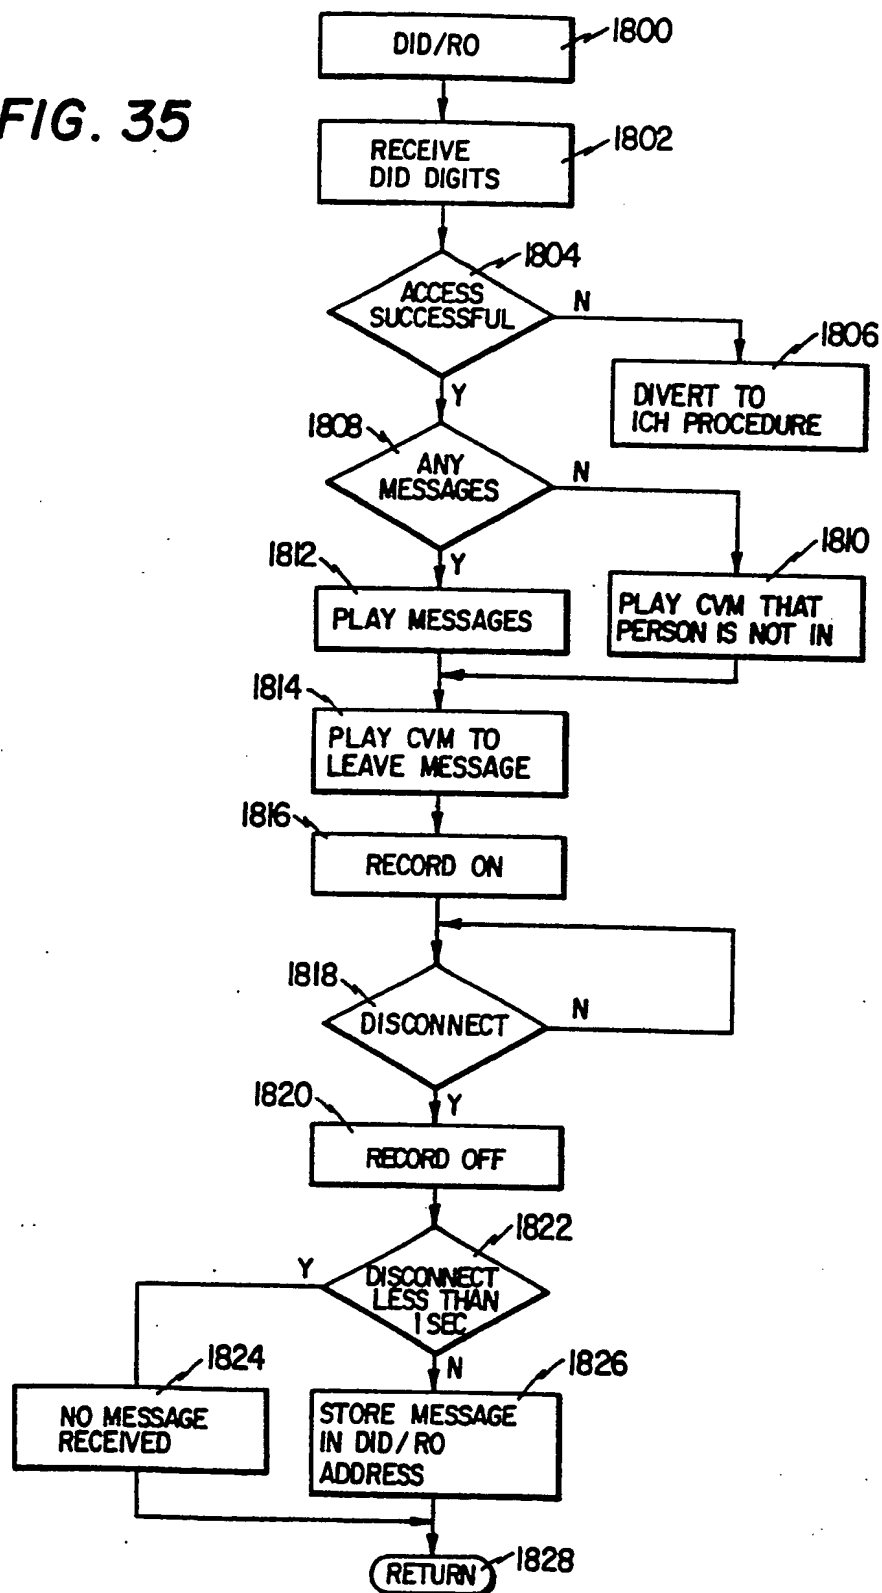 FIG. 35
DID/RO
1800
RECEIVE
DID DIGITS
1802
1804
ACCESS
SUCCESSFUL
N
Y
1806
DIVERT TO
ICH PROCEDURE
1808
ANY
MESSAGES
N
Y
1810
PLAY CVM THAT
PERSON IS NOT IN
1812
PLAY MESSAGES
1814
PLAY CVM TO
LEAVE MESSAGE
1816
RECORD ON
1818
DISCONNECT
N
Y
1820
RECORD OFF
1822
DISCONNECT
LESS THAN
1 SEC
Y
N
1824
NO MESSAGE
RECEIVED
1826
STORE MESSAGE
IN DID/RO
ADDRESS
RETURN
1828